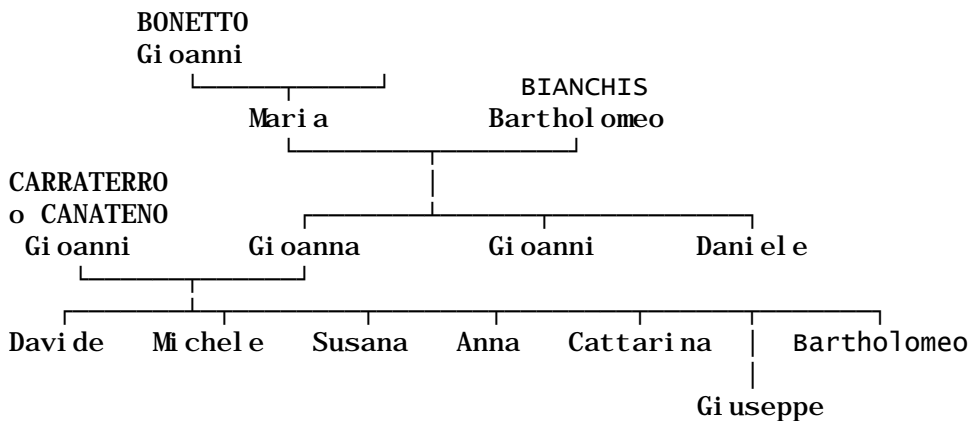 BONETTO
Gioanni
BIANCHIS
Maria Bartholomeo
CARRATERRO
o CANATENO
Gioanni Gioanna Gioanni Daniele
Davide Michele Susana Anna Cattarina Bartholomeo
Giuseppe